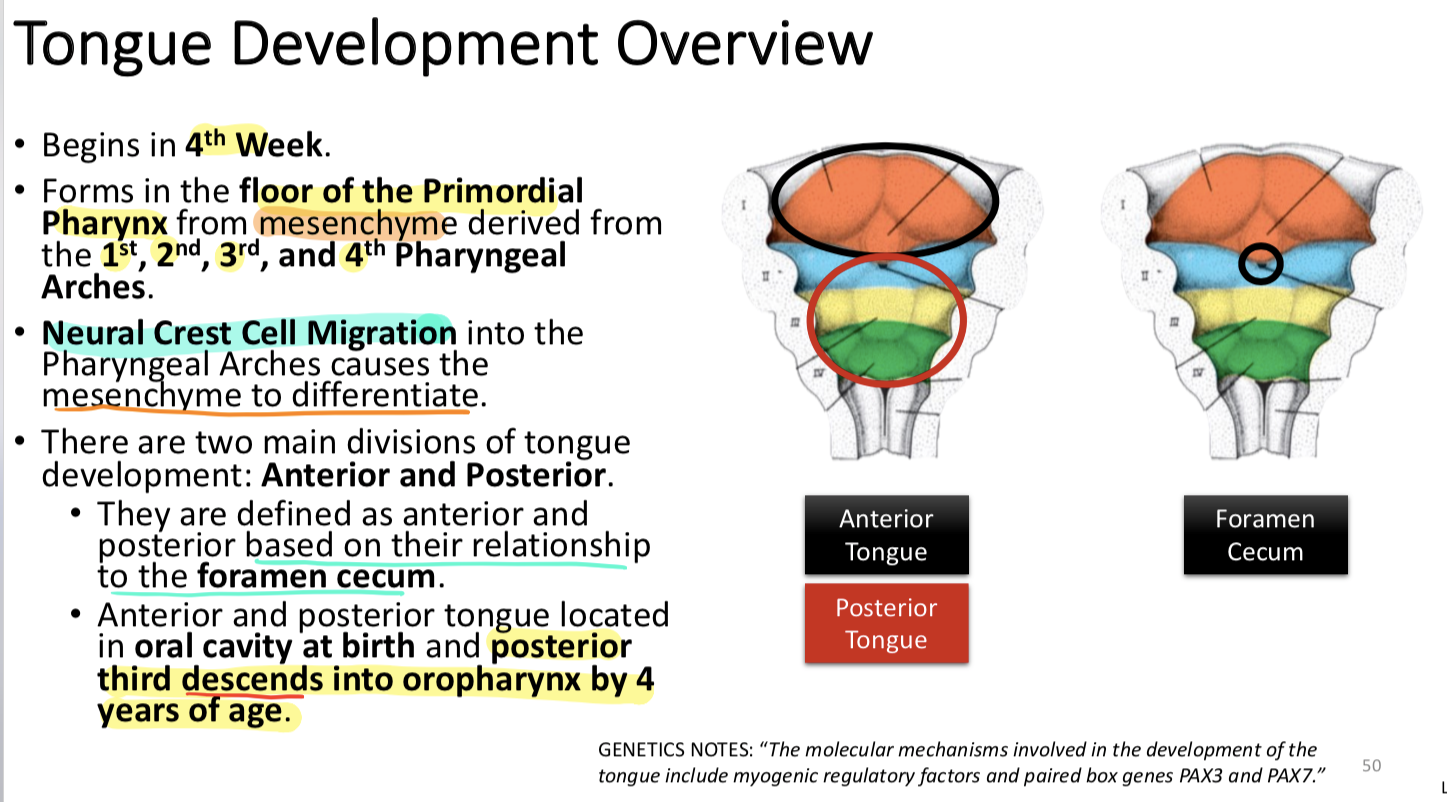 Tongue Development Overview
• Begins in 4th Week.
• Forms in the floor of the Primordial
Pharynx from mesenchyme derived from
the 1st, 2nd, 3rd, and 4th Pharyngeal
Arches.
• Neural Crest Cell Migration into the
Pharyngeal Arches causes the
mesenchyme to differentiate.
• There are two main divisions of tongue
development: Anterior and Posterior.
• They are defined as anterior and
posterior based on their relationship
to the foramen cecum.
• Anterior and posterior tongue located
in oral cavity at birth and posterior
third descends into oropharynx by 4
years of age.
I
II
III
IV
Anterior
Tongue
Posterior
Tongue
I
II
III
IV
Foramen
Cecum
GENETICS NOTES: “The molecular mechanisms involved in the development of the
tongue include myogenic regulatory factors and paired box genes PAX3 and PAX7.”
50
L